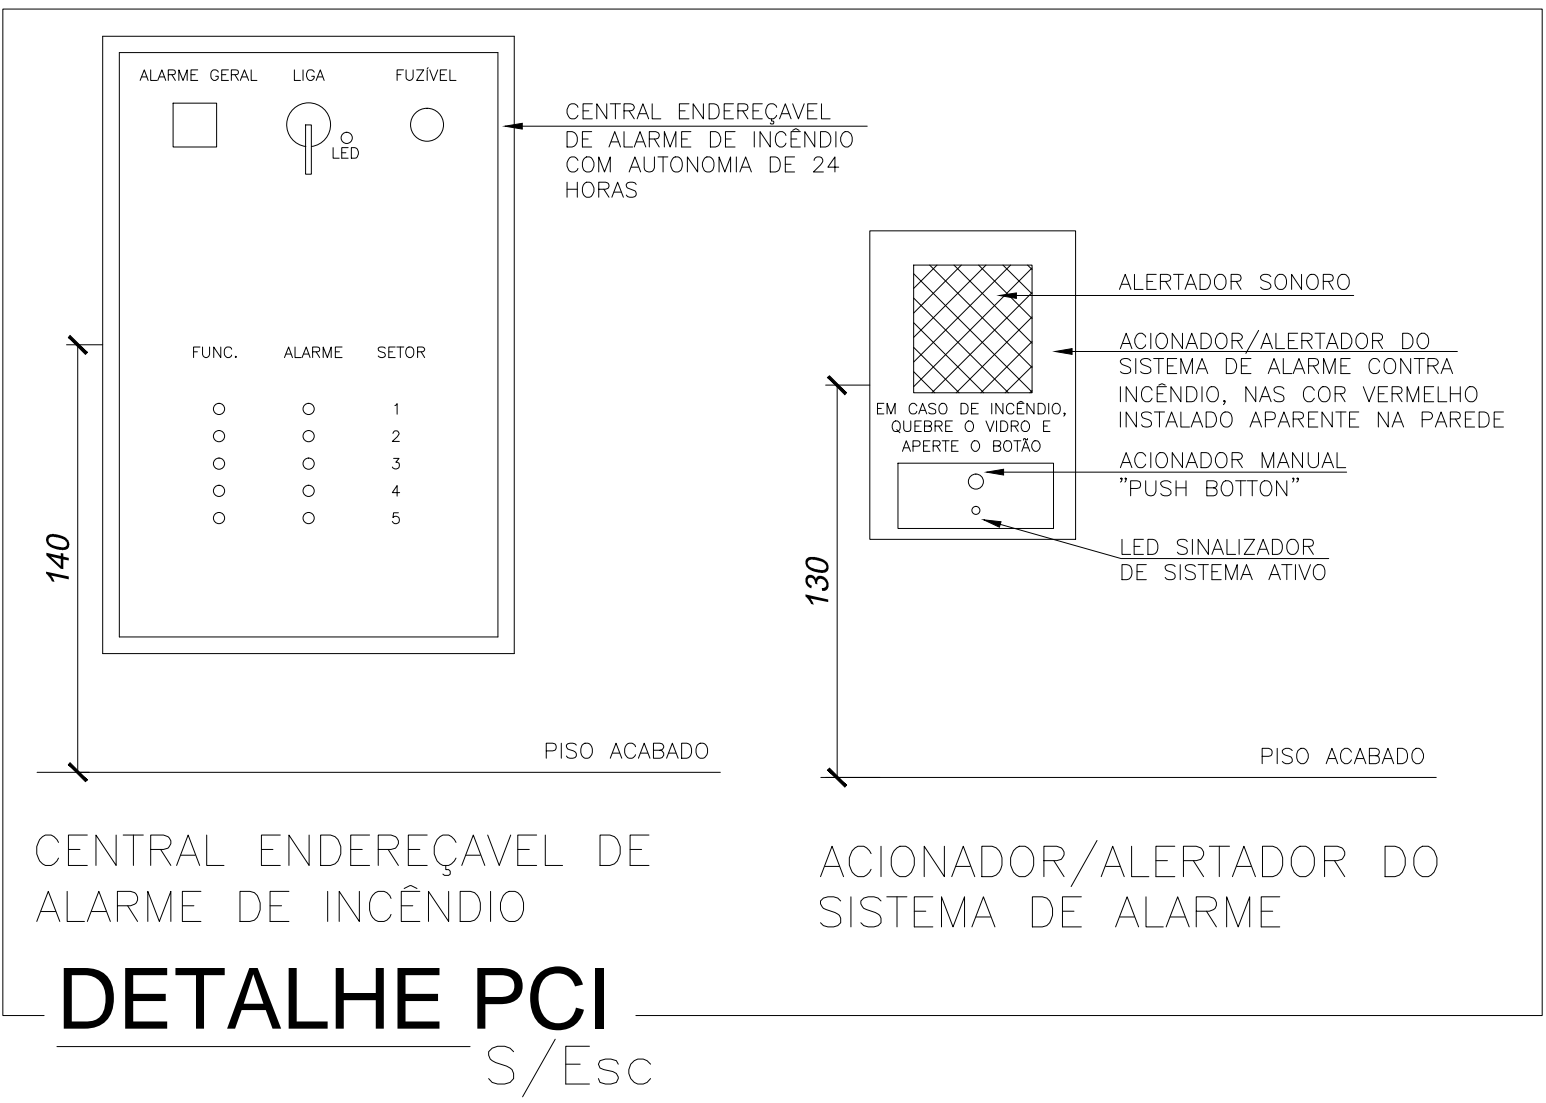 ALARME GERAL LIGA FUZÍVEL
LED
CENTRAL ENDEREÇAVEL
DE ALARME DE INCÊNDIO
COM AUTONOMIA DE 24
HORAS
FUNC. ALARME SETOR
1
2
3
4
5
140
PISO ACABADO
CENTRAL ENDEREÇAVEL DE
ALARME DE INCÊNDIO
ALERTADOR SONORO
ACIONADOR/ALERTADOR DO
SISTEMA DE ALARME CONTRA
INCÊNDIO, NAS COR VERMELHO
INSTALADO APARENTE NA PAREDE
EM CASO DE INCÊNDIO,
QUEBRE O VIDRO E
APERTE O BOTÃO
ACIONADOR MANUAL
"PUSH BOTTON"
LED SINALIZADOR
DE SISTEMA ATIVO
130
PISO ACABADO
ACIONADOR/ALERTADOR DO
SISTEMA DE ALARME
DETALHE PCI
S/Esc